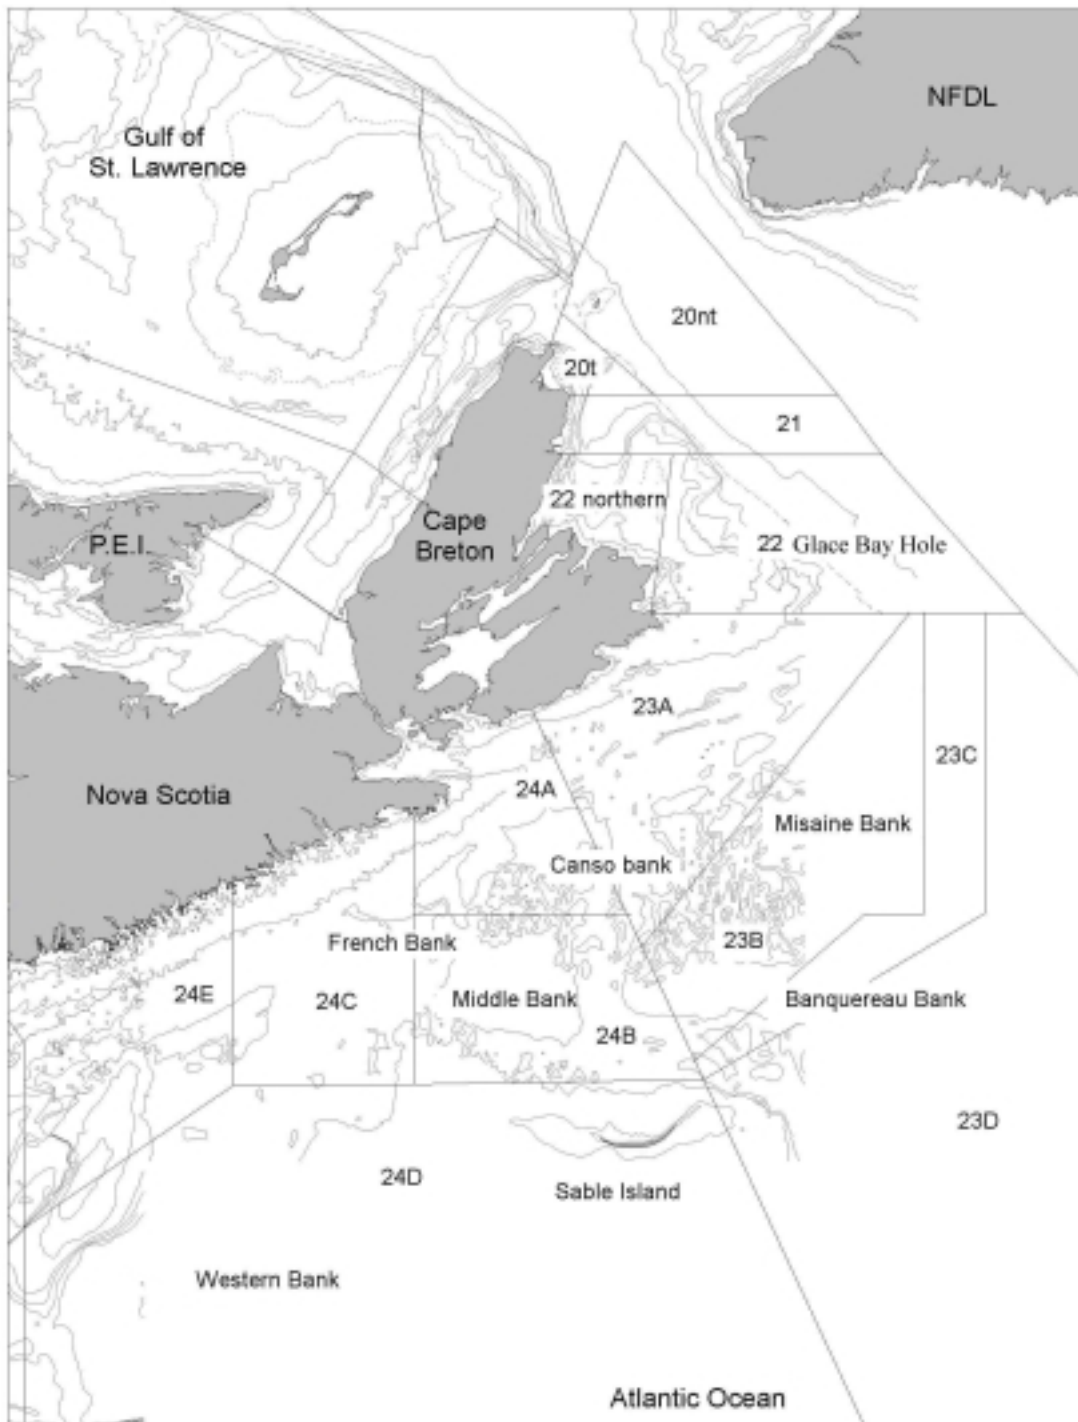 NFDL
Gulf of
St. Lawrence
20nt
20t
21
22 northern
Cape
Breton
P.E.I.
22 Glace Bay Hole
23A
23C
24A
Nova Scotia
Misaine Bank
Canso bank
French Bank
23B
24E
24C
Middle Bank
Banquereau Bank
24B
23D
24D
Sable Island
Western Bank
Atlantic Ocean